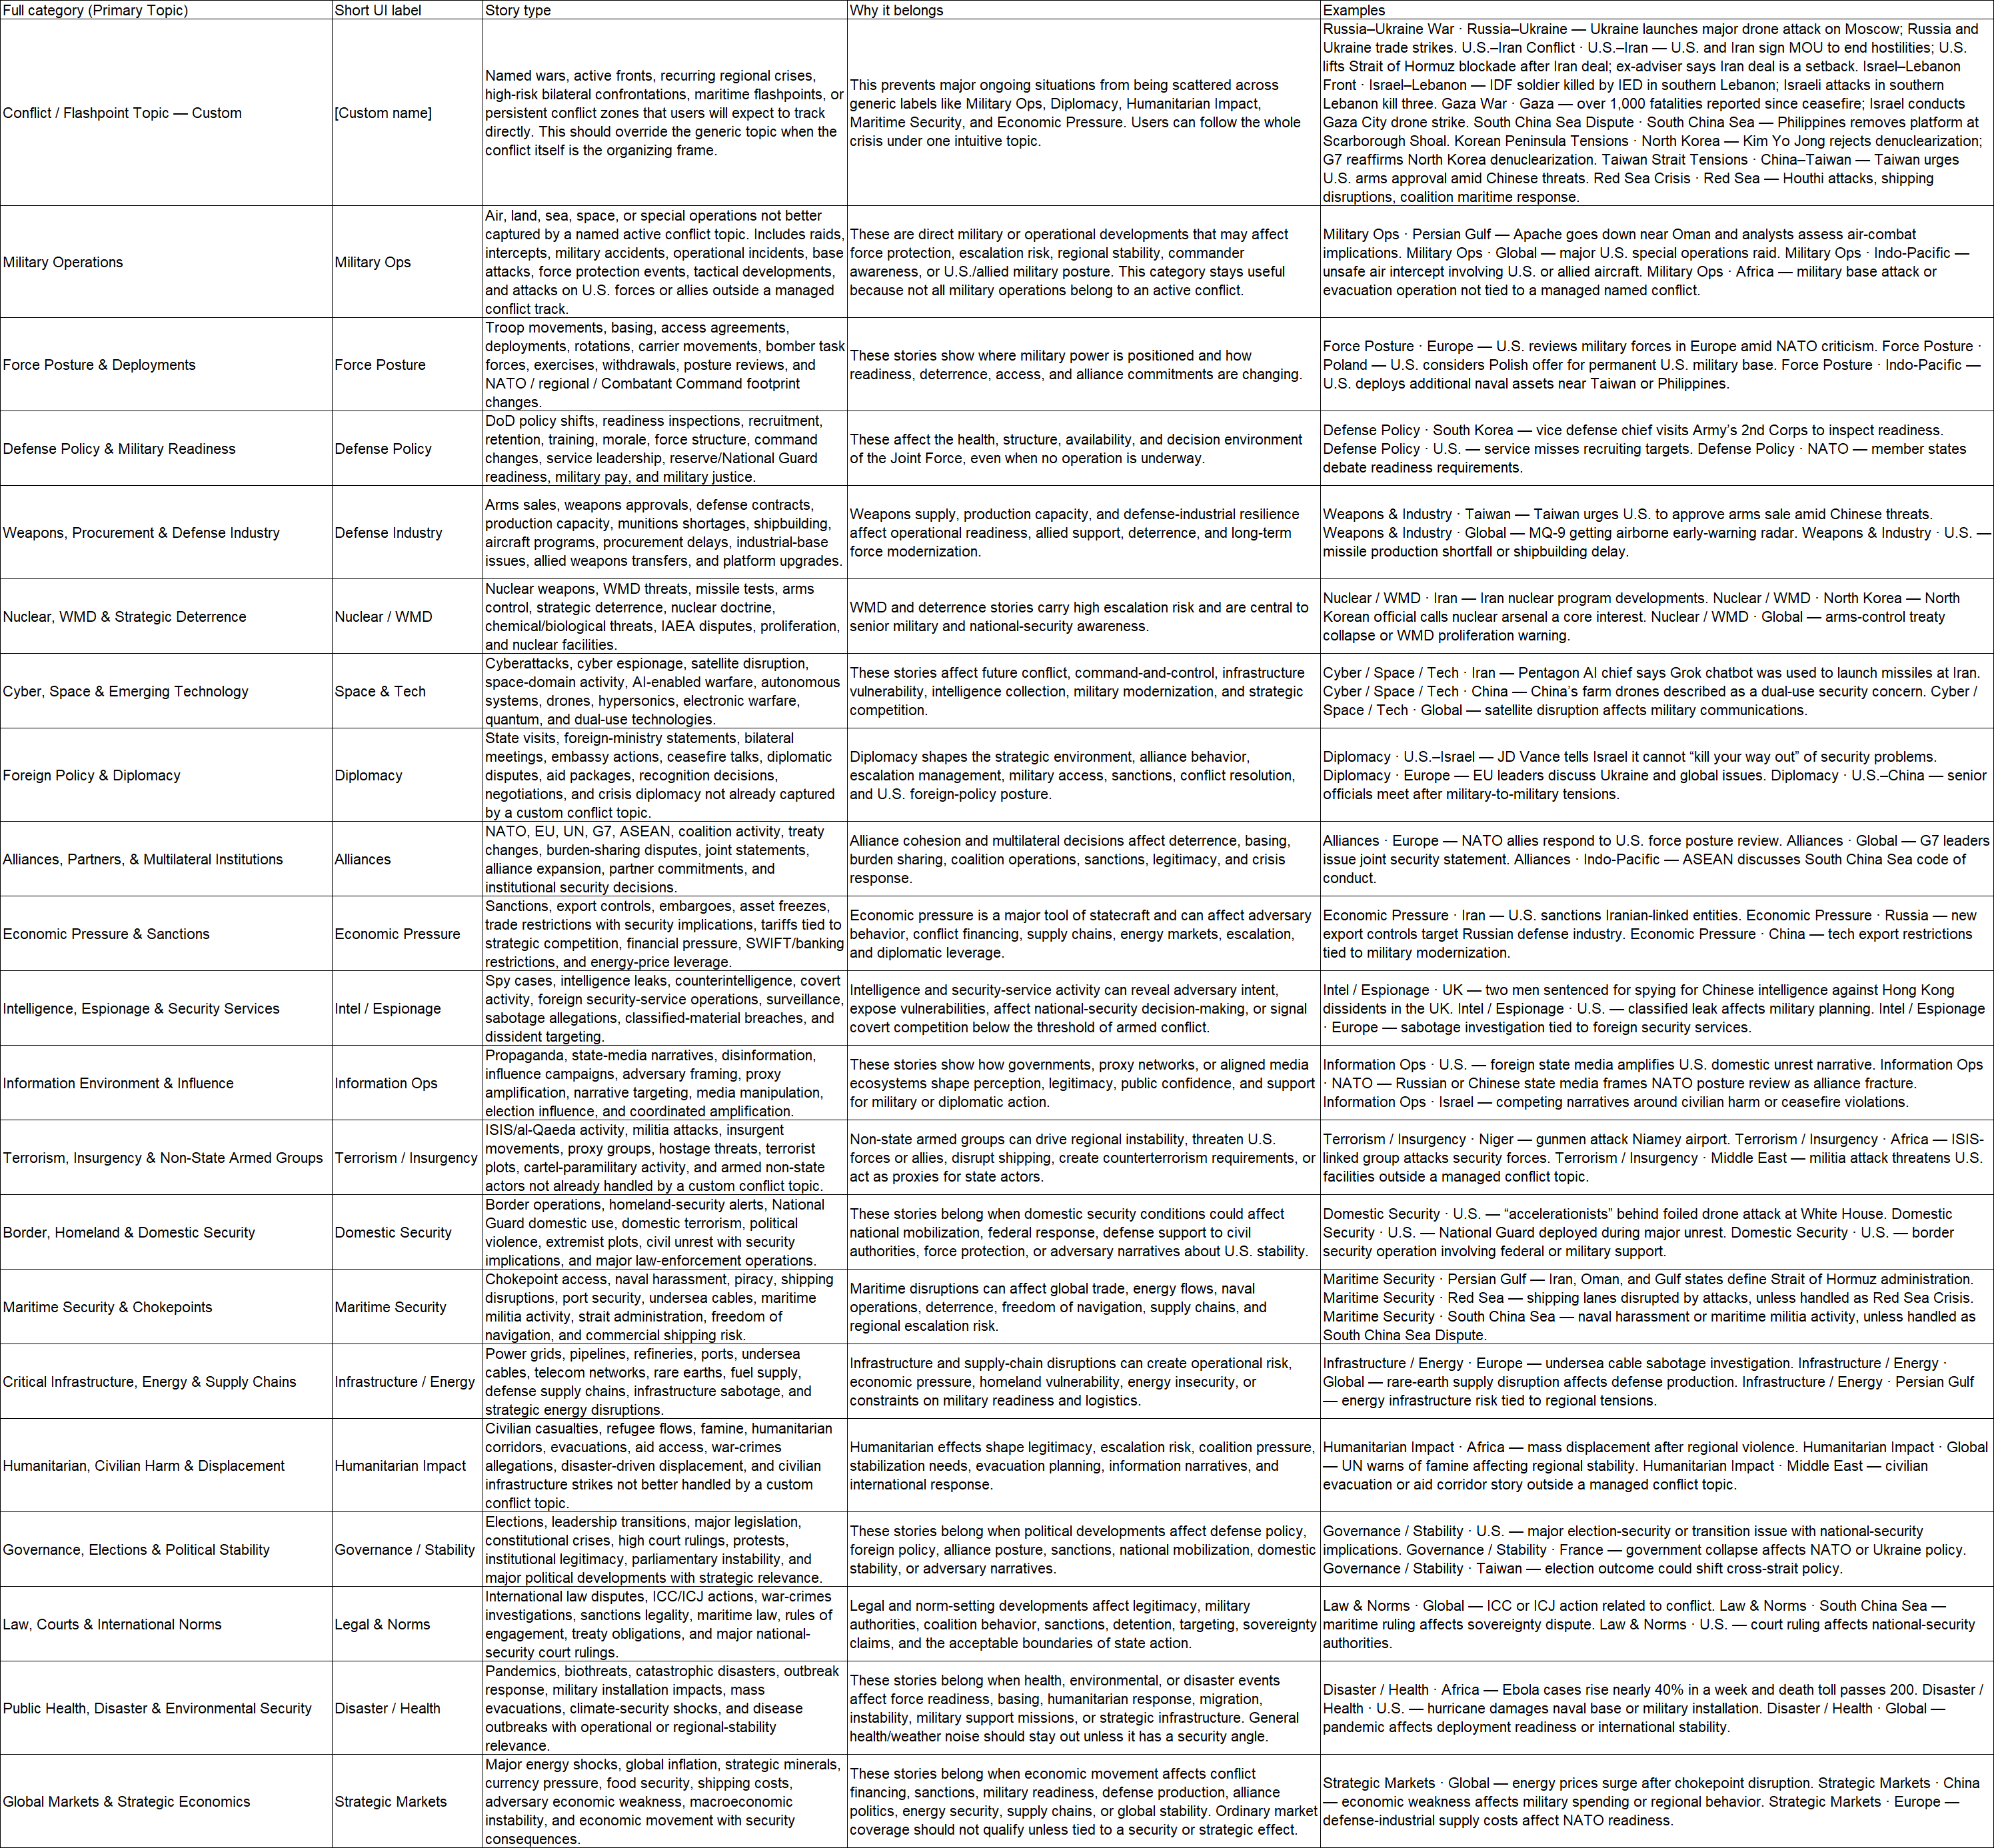 Full category (Primary Topic)
Short UI label
Story type
Why it belongs
Examples
Conflict / Flashpoint Topic — Custom
[Custom name]
Named wars, active fronts, recurring regional crises,
high-risk bilateral confrontations, maritime flashpoints, or
persistent conflict zones that users will expect to track
directly. This should override the generic topic when the
conflict itself is the organizing frame.
This prevents major ongoing situations from being scattered across
generic labels like Military Ops, Diplomacy, Humanitarian Impact,
Maritime Security, and Economic Pressure. Users can follow the whole
crisis under one intuitive topic.
Russia–Ukraine War · Russia–Ukraine — Ukraine launches major drone attack on Moscow; Russia and
Ukraine trade strikes. U.S.–Iran Conflict · U.S.–Iran — U.S. and Iran sign MOU to end hostilities; U.S.
lifts Strait of Hormuz blockade after Iran deal; ex-adviser says Iran deal is a setback. Israel–Lebanon
Front · Israel–Lebanon — IDF soldier killed by IED in southern Lebanon; Israeli attacks in southern
Lebanon kill three. Gaza War · Gaza — over 1,000 fatalities reported since ceasefire; Israel conducts
Gaza City drone strike. South China Sea Dispute · South China Sea — Philippines removes platform at
Scarborough Shoal. Korean Peninsula Tensions · North Korea — Kim Yo Jong rejects denuclearization;
G7 reaffirms North Korea denuclearization. Taiwan Strait Tensions · China–Taiwan — Taiwan urges
U.S. arms approval amid Chinese threats. Red Sea Crisis · Red Sea — Houthi attacks, shipping
disruptions, coalition maritime response.
Military Operations
Military Ops
Air, land, sea, space, or special operations not better
captured by a named active conflict topic. Includes raids,
intercepts, military accidents, operational incidents, base
attacks, force protection events, tactical developments,
and attacks on U.S. forces or allies outside a managed
conflict track.
These are direct military or operational developments that may affect
force protection, escalation risk, regional stability, commander
awareness, or U.S./allied military posture. This category stays useful
because not all military operations belong to an active conflict.
Military Ops · Persian Gulf — Apache goes down near Oman and analysts assess air-combat
implications. Military Ops · Global — major U.S. special operations raid. Military Ops · Indo-Pacific —
unsafe air intercept involving U.S. or allied aircraft. Military Ops · Africa — military base attack or
evacuation operation not tied to a managed named conflict.
Force Posture & Deployments
Force Posture
Troop movements, basing, access agreements,
deployments, rotations, carrier movements, bomber task
forces, exercises, withdrawals, posture reviews, and
NATO / regional / Combatant Command footprint
changes.
These stories show where military power is positioned and how
readiness, deterrence, access, and alliance commitments are changing.
Force Posture · Europe — U.S. reviews military forces in Europe amid NATO criticism. Force Posture ·
Poland — U.S. considers Polish offer for permanent U.S. military base. Force Posture · Indo-Pacific —
U.S. deploys additional naval assets near Taiwan or Philippines.
Defense Policy & Military Readiness
Defense Policy
DoD policy shifts, readiness inspections, recruitment,
retention, training, morale, force structure, command
changes, service leadership, reserve/National Guard
readiness, military pay, and military justice.
These affect the health, structure, availability, and decision environment
of the Joint Force, even when no operation is underway.
Defense Policy · South Korea — vice defense chief visits Army's 2nd Corps to inspect readiness.
Defense Policy · U.S. — service misses recruiting targets. Defense Policy · NATO — member states
debate readiness requirements.
Weapons, Procurement & Defense Industry
Defense Industry
Arms sales, weapons approvals, defense contracts,
production capacity, munitions shortages, shipbuilding,
aircraft programs, procurement delays, industrial-base
issues, allied weapons transfers, and platform upgrades.
Weapons supply, production capacity, and defense-industrial resilience
affect operational readiness, allied support, deterrence, and long-term
force modernization.
Weapons & Industry · Taiwan — Taiwan urges U.S. to approve arms sale amid Chinese threats.
Weapons & Industry · Global — MQ-9 getting airborne early-warning radar. Weapons & Industry · U.S. —
missile production shortfall or shipbuilding delay.
Nuclear, WMD & Strategic Deterrence
Nuclear / WMD
Nuclear weapons, WMD threats, missile tests, arms
control, strategic deterrence, nuclear doctrine,
chemical/biological threats, IAEA disputes, proliferation,
and nuclear facilities.
WMD and deterrence stories carry high escalation risk and are central to
senior military and national-security awareness.
Nuclear / WMD · Iran — Iran nuclear program developments. Nuclear / WMD · North Korea — North
Korean official calls nuclear arsenal a core interest. Nuclear / WMD · Global — arms-control treaty
collapse or WMD proliferation warning.
Cyber, Space & Emerging Technology
Space & Tech
Cyberattacks, cyber espionage, satellite disruption,
space-domain activity, AI-enabled warfare, autonomous
systems, drones, hypersonics, electronic warfare,
quantum, and dual-use technologies.
These stories affect future conflict, command-and-control, infrastructure
vulnerability, intelligence collection, military modernization, and strategic
competition.
Cyber / Space / Tech · Iran — Pentagon AI chief says Grok chatbot was used to launch missiles at Iran.
Cyber / Space / Tech · China — China's farm drones described as a dual-use security concern. Cyber /
Space / Tech · Global — satellite disruption affects military communications.
Foreign Policy & Diplomacy
Diplomacy
State visits, foreign-ministry statements, bilateral
meetings, embassy actions, ceasefire talks, diplomatic
disputes, aid packages, recognition decisions,
negotiations, and crisis diplomacy not already captured
by a custom conflict topic.
Diplomacy shapes the strategic environment, alliance behavior,
escalation management, military access, sanctions, conflict resolution,
and U.S. foreign-policy posture.
Diplomacy · U.S.–Israel — JD Vance tells Israel it cannot “kill your way out” of security problems.
Diplomacy · Europe — EU leaders discuss Ukraine and global issues. Diplomacy · U.S.–China — senior
officials meet after military-to-military tensions.
Alliances, Partners, & Multilateral Institutions
Alliances
NATO, EU, UN, G7, ASEAN, coalition activity, treaty
changes, burden-sharing disputes, joint statements,
alliance expansion, partner commitments, and
institutional security decisions.
Alliance cohesion and multilateral decisions affect deterrence, basing,
burden sharing, coalition operations, sanctions, legitimacy, and crisis
response.
Alliances · Europe — NATO allies respond to U.S. force posture review. Alliances · Global — G7 leaders
issue joint security statement. Alliances · Indo-Pacific — ASEAN discusses South China Sea code of
conduct.
Economic Pressure & Sanctions
Economic Pressure
Sanctions, export controls, embargoes, asset freezes,
trade restrictions with security implications, tariffs tied to
strategic competition, financial pressure, SWIFT/banking
restrictions, and energy-price leverage.
Economic pressure is a major tool of statecraft and can affect adversary
behavior, conflict financing, supply chains, energy markets, escalation,
and diplomatic leverage.
Economic Pressure · Iran — U.S. sanctions Iranian-linked entities. Economic Pressure · Russia — new
export controls target Russian defense industry. Economic Pressure · China — tech export restrictions
tied to military modernization.
Intelligence, Espionage & Security Services
Intel / Espionage
Spy cases, intelligence leaks, counterintelligence, covert
activity, foreign security-service operations, surveillance,
sabotage allegations, classified-material breaches, and
dissident targeting.
Intelligence and security-service activity can reveal adversary intent,
expose vulnerabilities, affect national-security decision-making, or signal
covert competition below the threshold of armed conflict.
Intel / Espionage · UK — two men sentenced for spying for Chinese intelligence against Hong Kong
dissidents in the UK. Intel / Espionage · U.S. — classified leak affects military planning. Intel / Espionage
· Europe — sabotage investigation tied to foreign security services.
Information Environment & Influence
Information Ops
Propaganda, state-media narratives, disinformation,
influence campaigns, adversary framing, proxy
amplification, narrative targeting, media manipulation,
election influence, and coordinated amplification.
These stories show how governments, proxy networks, or aligned media
ecosystems shape perception, legitimacy, public confidence, and support
for military or diplomatic action.
Information Ops · U.S. — foreign state media amplifies U.S. domestic unrest narrative. Information Ops
· NATO — Russian or Chinese state media frames NATO posture review as alliance fracture.
Information Ops · Israel — competing narratives around civilian harm or ceasefire violations.
Terrorism, Insurgency & Non-State Armed Groups
Terrorism / Insurgency
ISIS/al-Qaeda activity, militia attacks, insurgent
movements, proxy groups, hostage threats, terrorist
plots, cartel-paramilitary activity, and armed non-state
actors not already handled by a custom conflict topic.
Non-state armed groups can drive regional instability, threaten U.S.
forces or allies, disrupt shipping, create counterterrorism requirements, or
act as proxies for state actors.
Terrorism / Insurgency · Niger — gunmen attack Niamey airport. Terrorism / Insurgency · Africa — ISIS-
linked group attacks security forces. Terrorism / Insurgency · Middle East — militia attack threatens U.S.
facilities outside a managed conflict topic.
Border, Homeland & Domestic Security
Domestic Security
Border operations, homeland-security alerts, National
Guard domestic use, domestic terrorism, political
violence, extremist plots, civil unrest with security
implications, and major law-enforcement operations.
These stories belong when domestic security conditions could affect
national mobilization, federal response, defense support to civil
authorities, force protection, or adversary narratives about U.S. stability.
Domestic Security · U.S. — “accelerationists” behind foiled drone attack at White House. Domestic
Security · U.S. — National Guard deployed during major unrest. Domestic Security · U.S. — border
security operation involving federal or military support.
Maritime Security & Chokepoints
Maritime Security
Chokepoint access, naval harassment, piracy, shipping
disruptions, port security, undersea cables, maritime
militia activity, strait administration, freedom of
navigation, and commercial shipping risk.
Maritime disruptions can affect global trade, energy flows, naval
operations, deterrence, freedom of navigation, supply chains, and
regional escalation risk.
Maritime Security · Persian Gulf — Iran, Oman, and Gulf states define Strait of Hormuz administration.
Maritime Security · Red Sea — shipping lanes disrupted by attacks, unless handled as Red Sea Crisis.
Maritime Security · South China Sea — naval harassment or maritime militia activity, unless handled as
South China Sea Dispute.
Critical Infrastructure, Energy & Supply Chains
Infrastructure / Energy
Power grids, pipelines, refineries, ports, undersea
cables, telecom networks, rare earths, fuel supply,
defense supply chains, infrastructure sabotage, and
strategic energy disruptions.
Infrastructure and supply-chain disruptions can create operational risk,
economic pressure, homeland vulnerability, energy insecurity, or
constraints on military readiness and logistics.
Infrastructure / Energy · Europe — undersea cable sabotage investigation. Infrastructure / Energy ·
Global — rare-earth supply disruption affects defense production. Infrastructure / Energy · Persian Gulf
— energy infrastructure risk tied to regional tensions.
Humanitarian, Civilian Harm & Displacement
Humanitarian Impact
Civilian casualties, refugee flows, famine, humanitarian
corridors, evacuations, aid access, war-crimes
allegations, disaster-driven displacement, and civilian
infrastructure strikes not better handled by a custom
conflict topic.
Humanitarian effects shape legitimacy, escalation risk, coalition pressure,
stabilization needs, evacuation planning, information narratives, and
international response.
Humanitarian Impact · Africa — mass displacement after regional violence. Humanitarian Impact · Global
— UN warns of famine affecting regional stability. Humanitarian Impact · Middle East — civilian
evacuation or aid corridor story outside a managed conflict topic.
Governance, Elections & Political Stability
Governance / Stability
Elections, leadership transitions, major legislation,
constitutional crises, high court rulings, protests,
institutional legitimacy, parliamentary instability, and
major political developments with strategic relevance.
These stories belong when political developments affect defense policy,
foreign policy, alliance posture, sanctions, national mobilization, domestic
stability, or adversary narratives.
Governance / Stability · U.S. — major election-security or transition issue with national-security
implications. Governance / Stability · France — government collapse affects NATO or Ukraine policy.
Governance / Stability · Taiwan — election outcome could shift cross-strait policy.
Law, Courts & International Norms
Legal & Norms
International law disputes, ICC/ICJ actions, war-crimes
investigations, sanctions legality, maritime law, rules of
engagement, treaty obligations, and major national-
security court rulings.
Legal and norm-setting developments affect legitimacy, military
authorities, coalition behavior, sanctions, detention, targeting, sovereignty
claims, and the acceptable boundaries of state action.
Law & Norms · Global — ICC or ICJ action related to conflict. Law & Norms · South China Sea —
maritime ruling affects sovereignty dispute. Law & Norms · U.S. — court ruling affects national-security
authorities.
Public Health, Disaster & Environmental Security
Disaster / Health
Pandemics, biothreats, catastrophic disasters, outbreak
response, military installation impacts, mass
evacuations, climate-security shocks, and disease
outbreaks with operational or regional-stability
relevance.
These stories belong when health, environmental, or disaster events
affect force readiness, basing, humanitarian response, migration,
instability, military support missions, or strategic infrastructure. General
health/weather noise should stay out unless it has a security angle.
Disaster / Health · Africa — Ebola cases rise nearly 40% in a week and death toll passes 200. Disaster /
Health · U.S. — hurricane damages naval base or military installation. Disaster / Health · Global —
pandemic affects deployment readiness or international stability.
Global Markets & Strategic Economics
Strategic Markets
Major energy shocks, global inflation, strategic minerals,
currency pressure, food security, shipping costs,
adversary economic weakness, macroeconomic
instability, and economic movement with security
consequences.
These stories belong when economic movement affects conflict
financing, sanctions, military readiness, defense production, alliance
politics, energy security, supply chains, or global stability. Ordinary market
coverage should not qualify unless tied to a security or strategic effect.
Strategic Markets · Global — energy prices surge after chokepoint disruption. Strategic Markets · China
— economic weakness affects military spending or regional behavior. Strategic Markets · Europe —
defense-industrial supply costs affect NATO readiness.